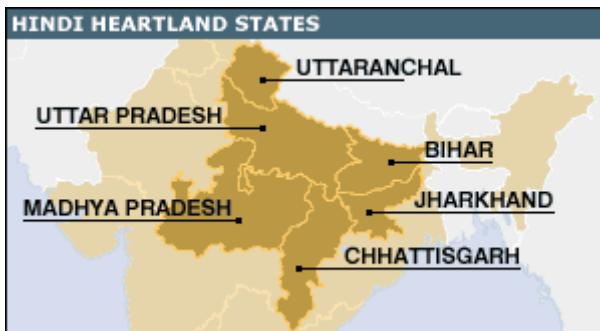 HINDI HEARTLAND STATES
UTTARANCHAL
UTTAR PRADESH
BIHAR
JHARKHAND
MADHYA PRADESH
CHHATTISGARH